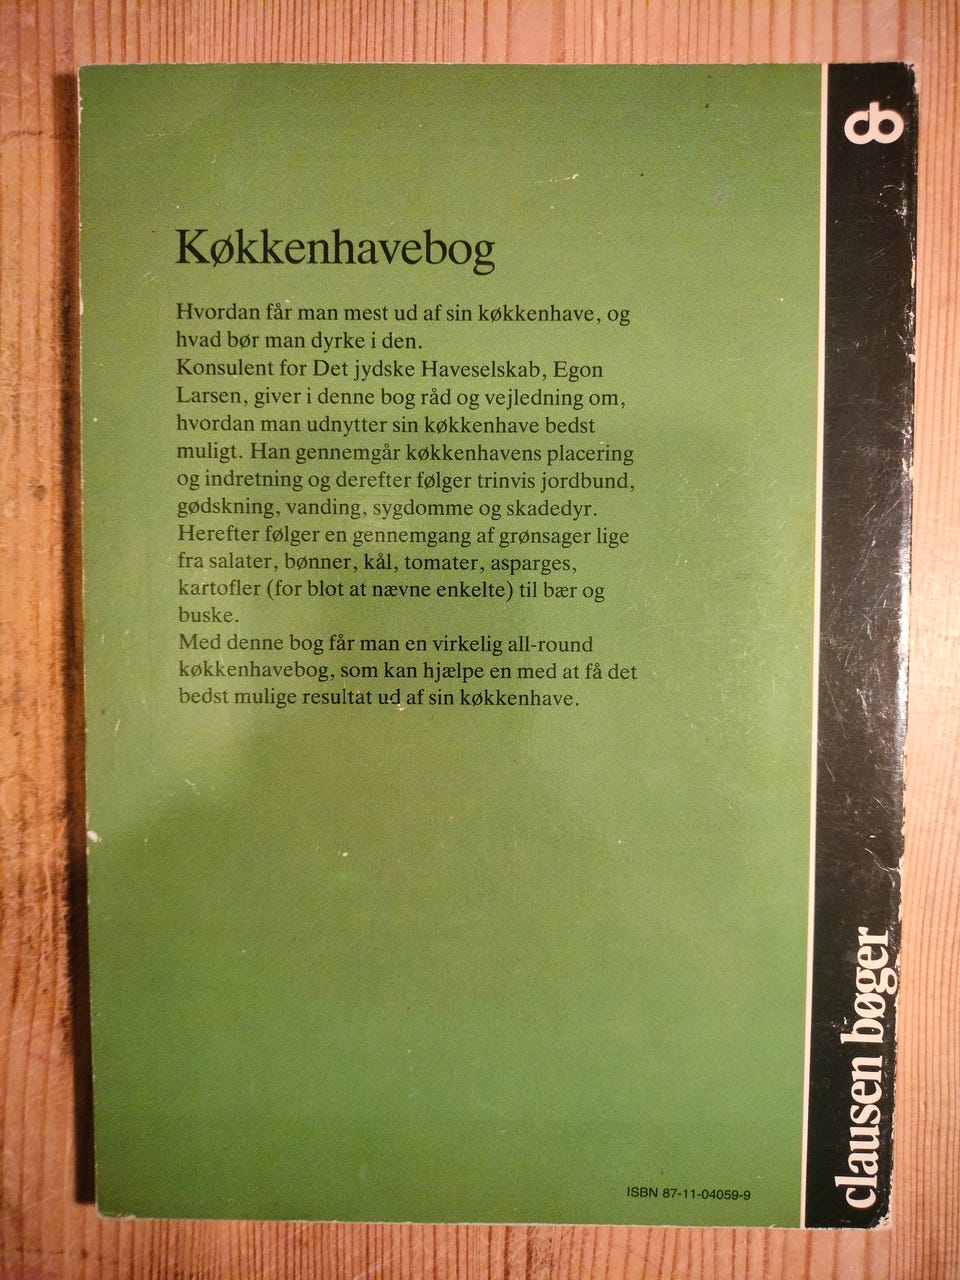 Køkkenhavebog
Hvordan får man mest ud af sin køkkenhave, og
hvad bør man dyrke i den.
Konsulent for Det jydske Haveselskab, Egon
Larsen, giver i denne bog råd og vejledning om,
hvordan man udnytter sin køkkenhave bedst
muligt. Han gennemgår køkkenhavens placering
og indretning og derefter følger trinvis jordbund,
gødskning, vanding, sygdomme og skadedyr.
Herefter følger en gennemgang af grønsager lige
fra salater, bønner, kål, tomater, asparges,
kartofler (for blot at nævne enkelte) til bær og
buske.
Med denne bog får man en virkelig all-round
køkkenhavebog, som kan hjælpe en med at få det
bedst mulige resultat ud af sin køkkenhave.
ISBN 87-11-04059-9
cb
clausen bøger